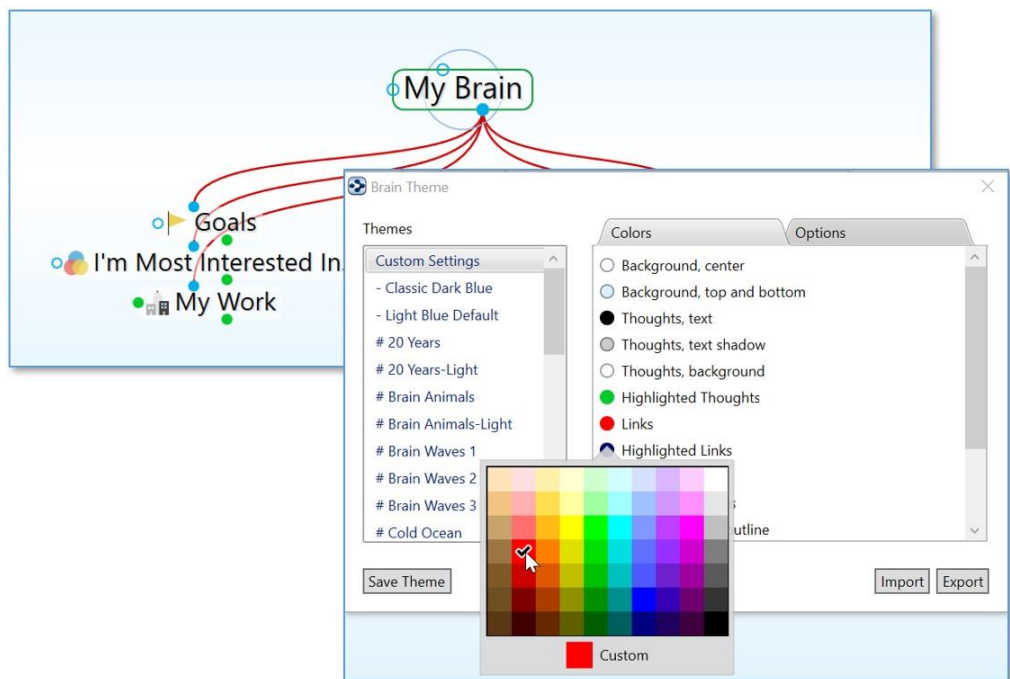 My Brain
Goals
I'm Most Interested In.
My Work
Brain Theme
Themes
Custom Settings
- Classic Dark Blue
- Light Blue Default
# 20 Years
# 20 Years-Light
# Brain Animals
# Brain Animals-Light
# Brain Waves 1
# Brain Waves 2
# Brain Waves 3
# Cold Ocean
Save Theme
Colors
Options
Background, center
Background, top and bottom
Thoughts, text
Thoughts, text shadow
Thoughts, background
Highlighted Thoughts
Links
Highlighted Links
s
utline
Custom
Import
Export